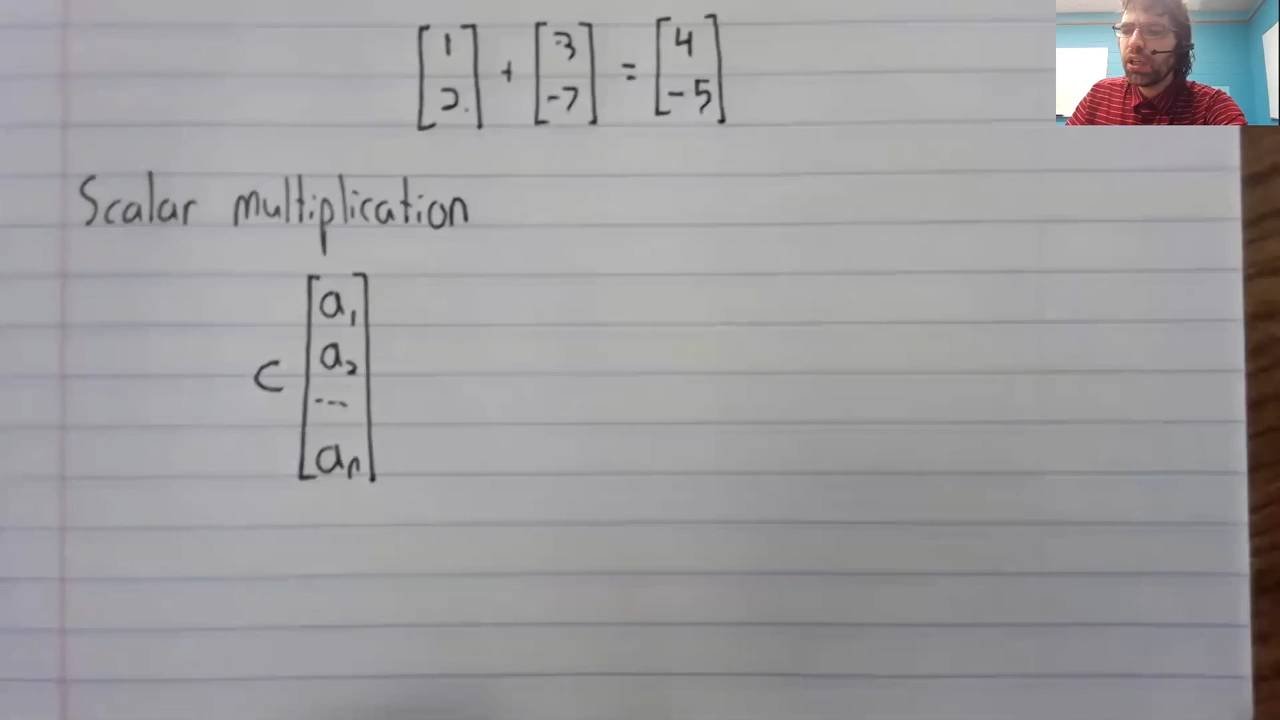 [1 2] + [3 -7] = [4 -5]
Scalar multiplication
c [a₁
a₂
...
aₙ]